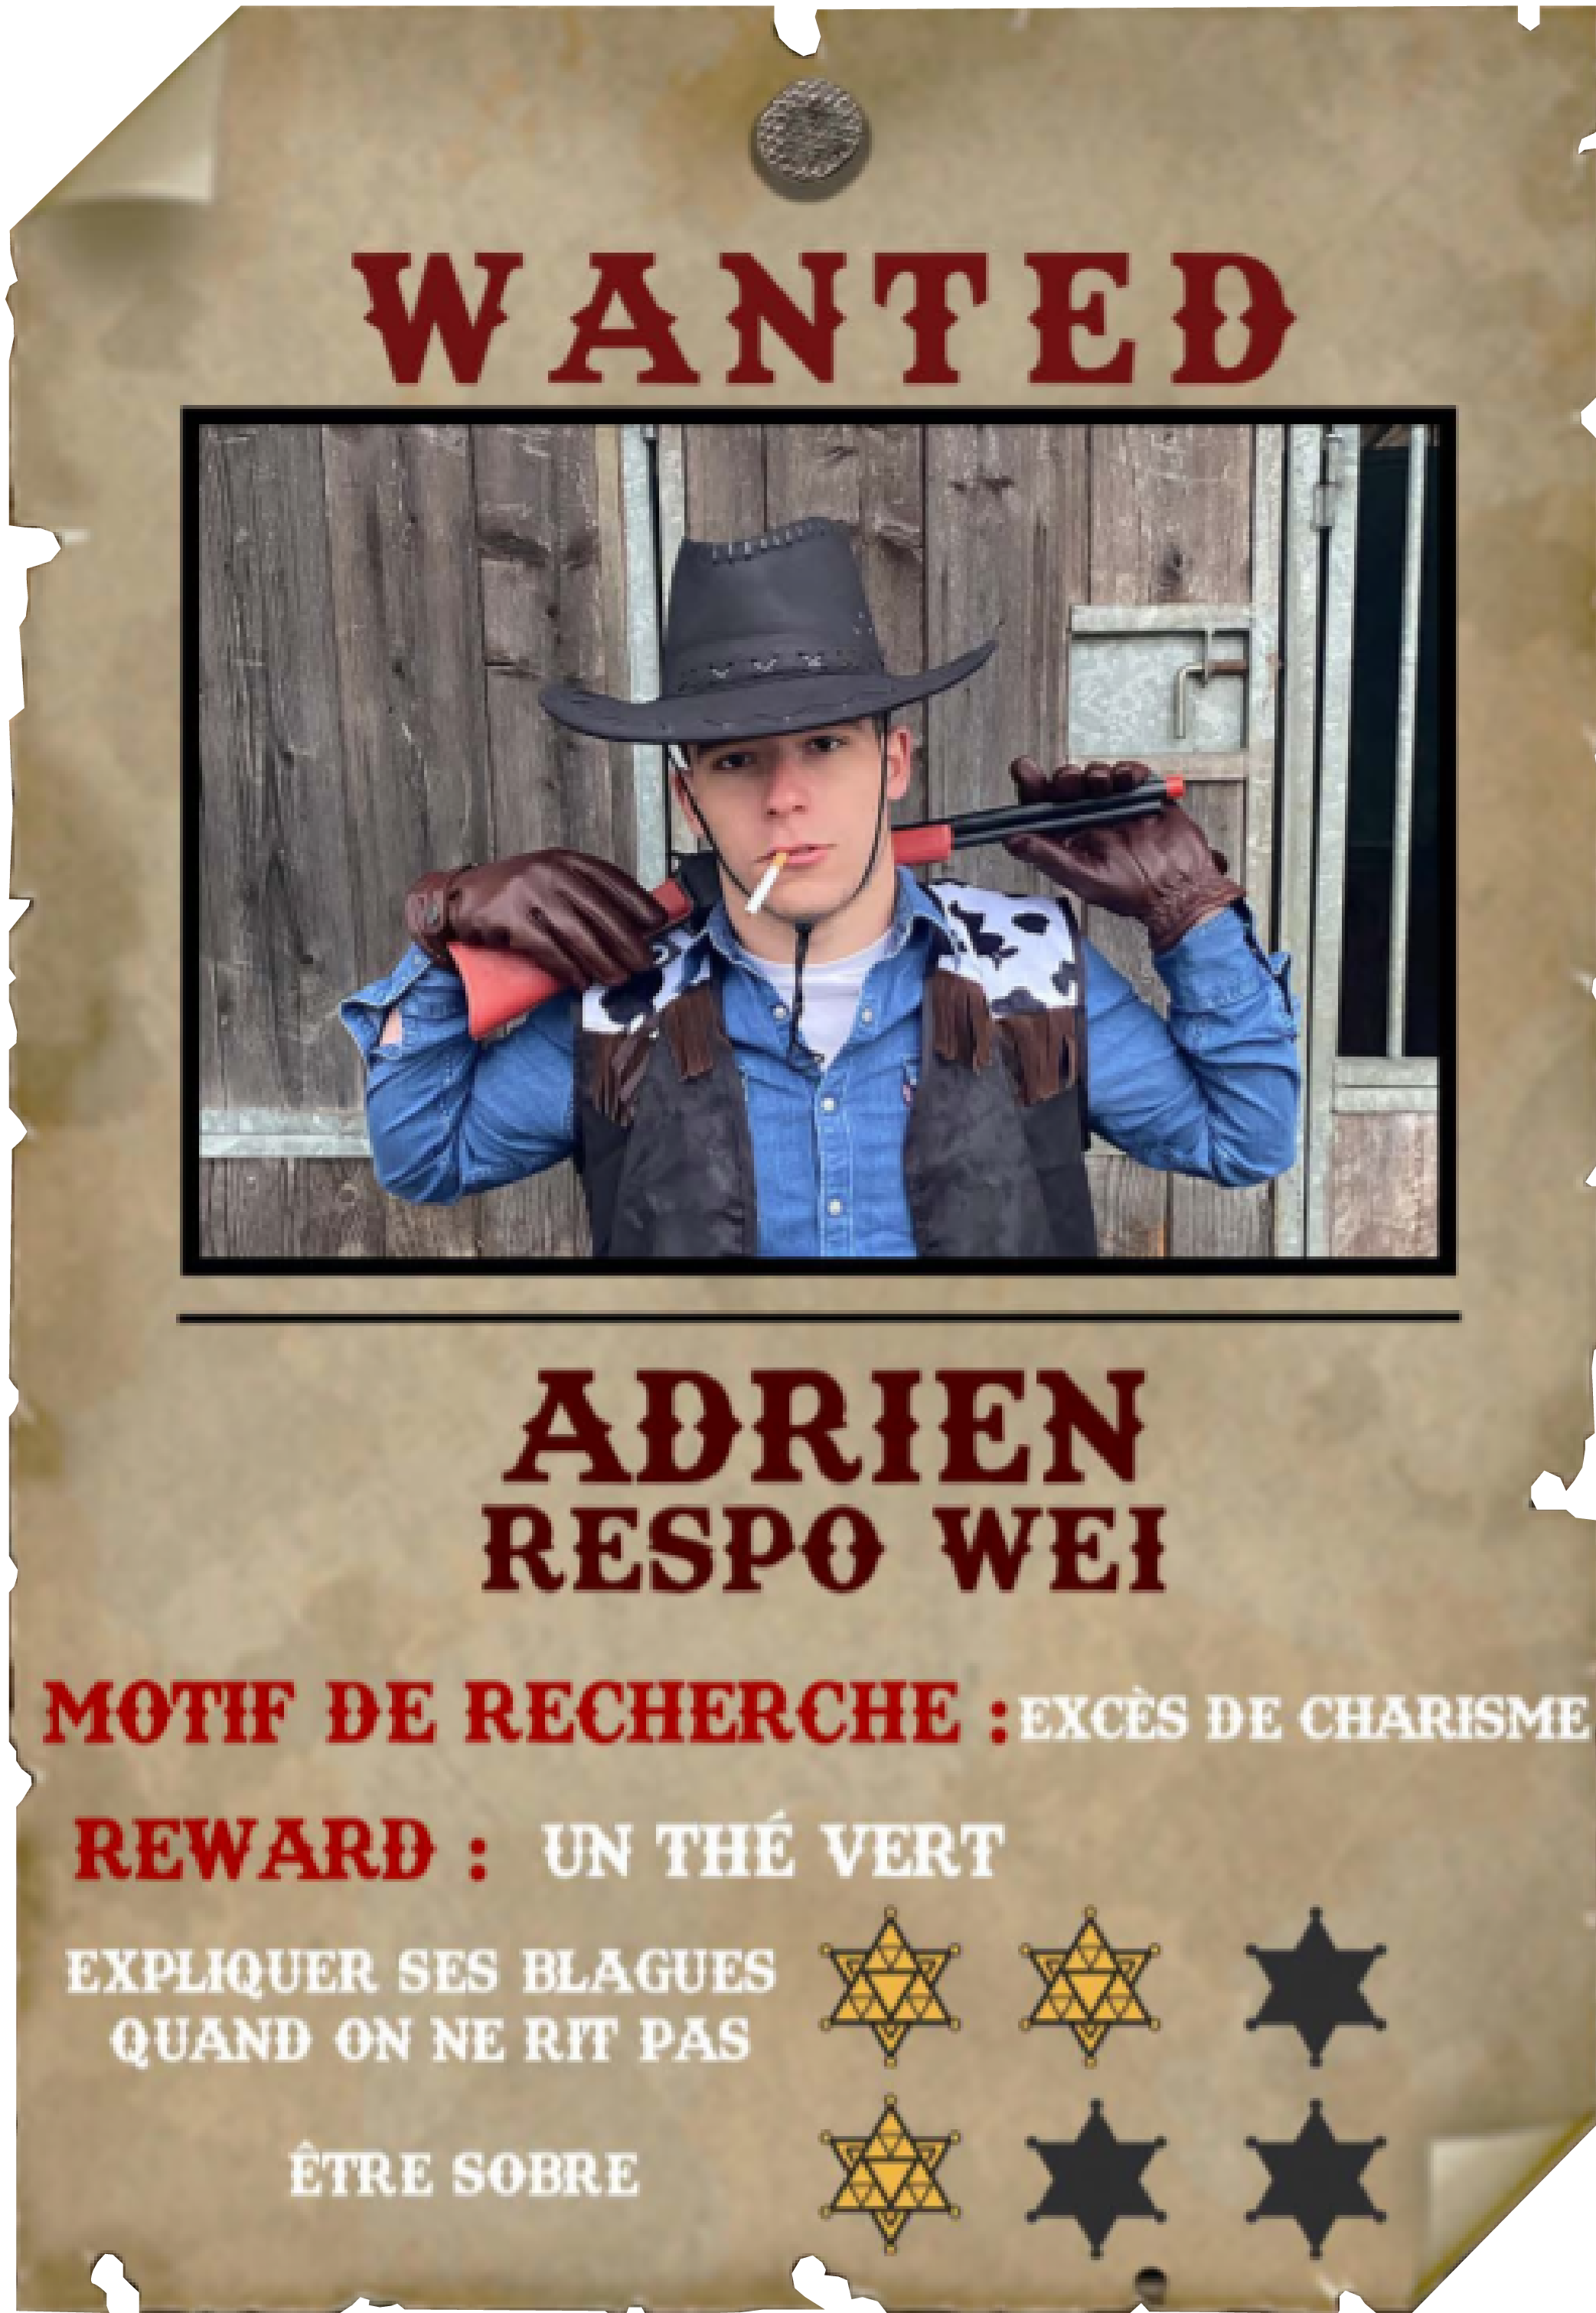 WANTED
ADRIEN
RESPO WEI
MOTIF DE RECHERCHE : EXCÈS DE CHARISME
REWARD : UN THÉ VERT
EXPLIQUER SES BLAGUES
QUAND ON NE RIT PAS
ÊTRE SOBRE